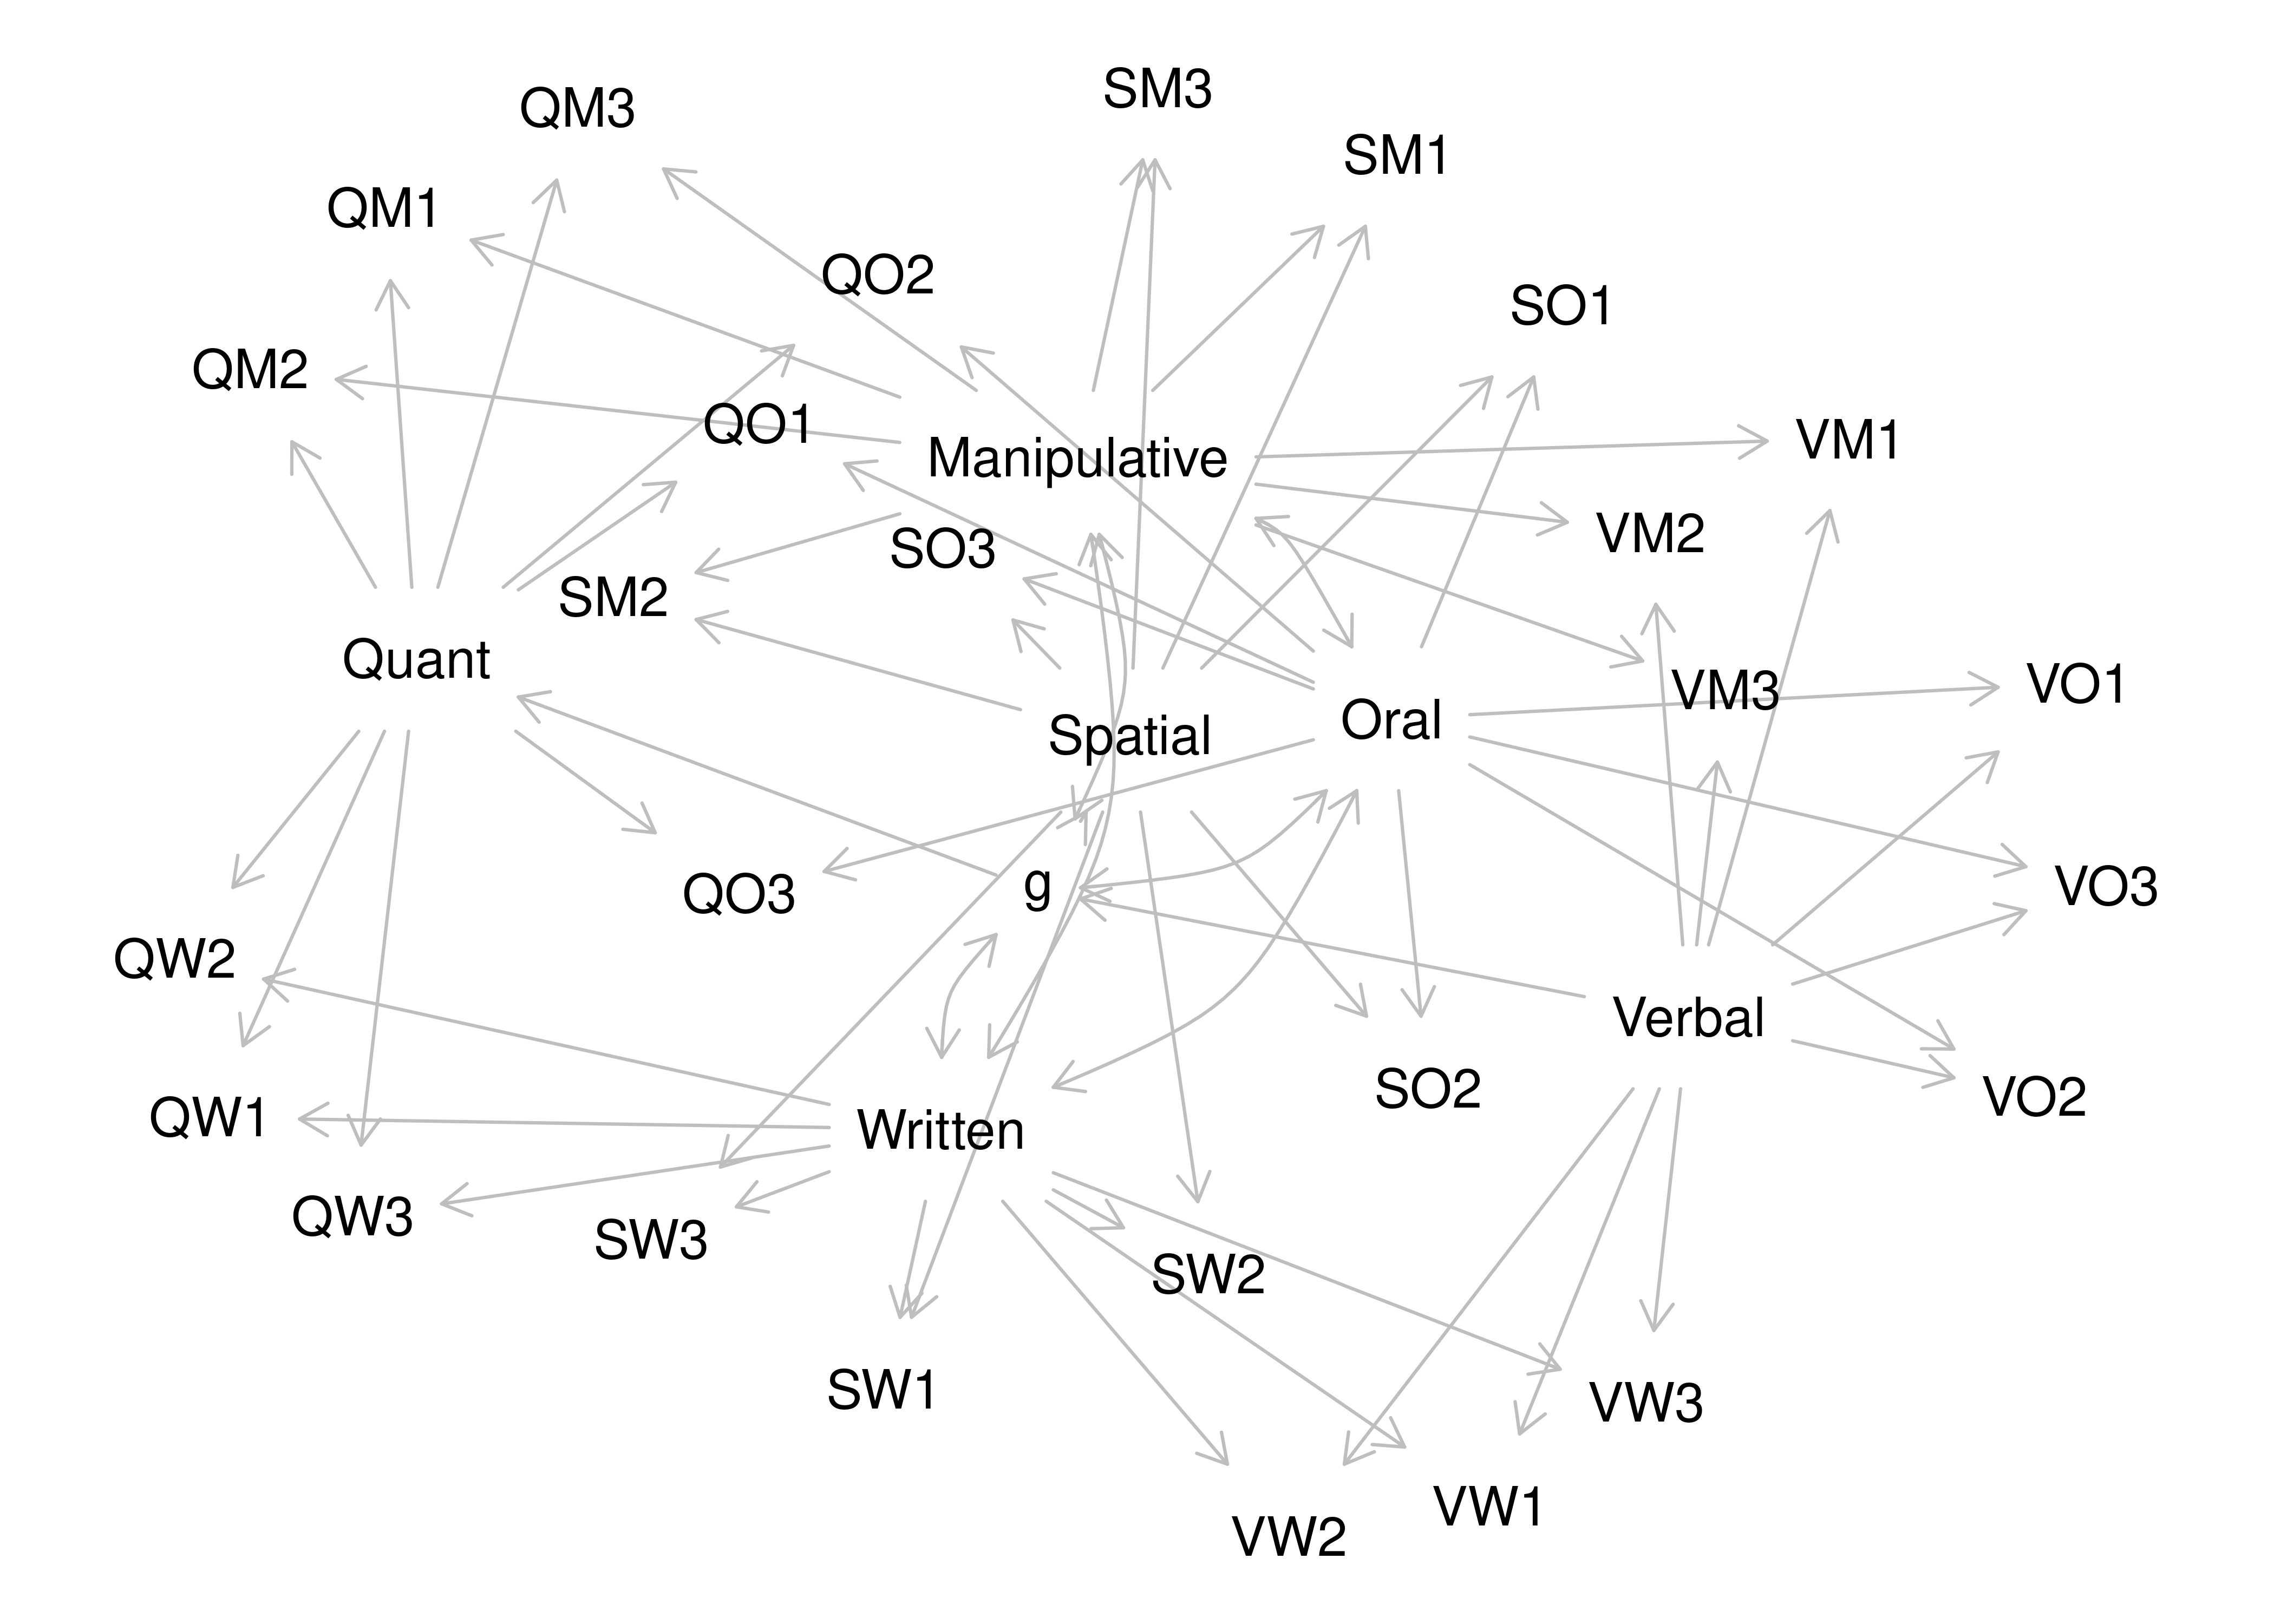 SM3
QM3
SM1
QM1
QO2
SO1
QM2
QO1
VM1
Manipulative
VM2
SO3
SM2
Quant
VO1
VM3
Oral
Spatial
VO3
g
QO3
QW2
Verbal
SO2
VO2
QW1
Written
QW3
SW3
SW2
SW1
VW3
VW1
VW2